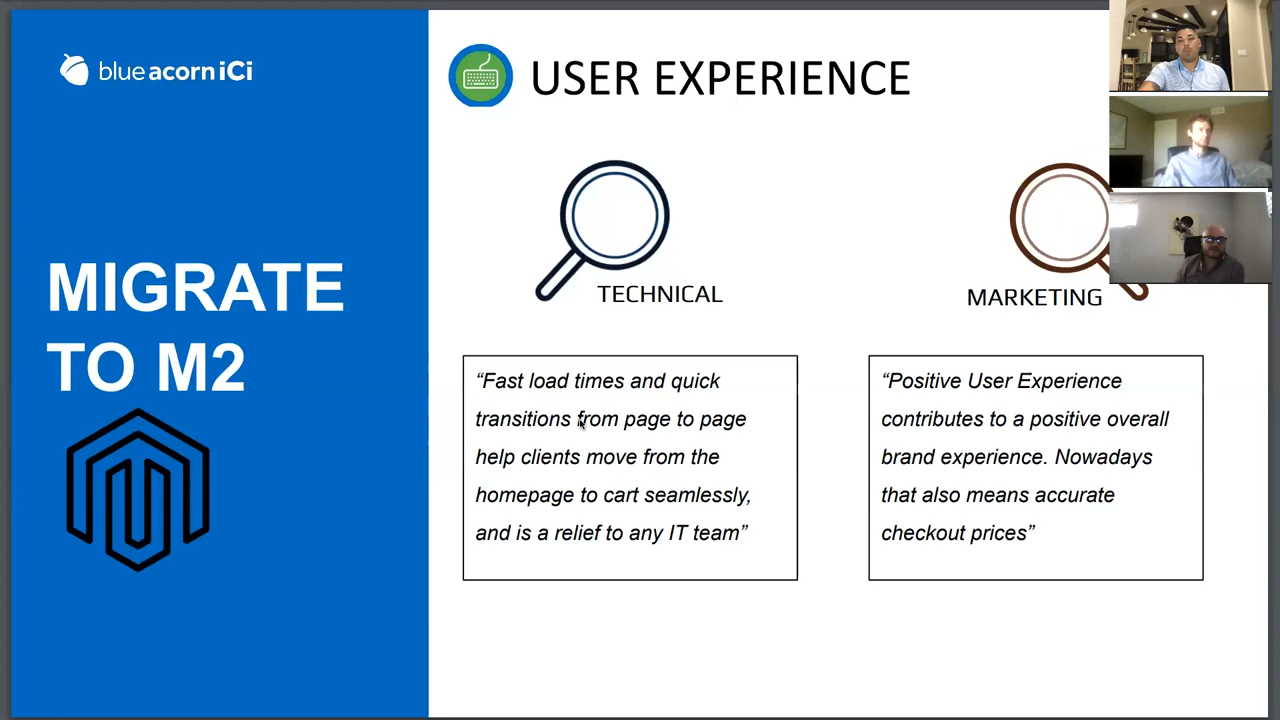 blue acorn iCi
USER EXPERIENCE
MIGRATE
TO M2
TECHNICAL
MARKETING
“Fast load times and quick
transitions from page to page
help clients move from the
homepage to cart seamlessly,
and is a relief to any IT team”
“Positive User Experience
contributes to a positive overall
brand experience. Nowadays
that also means accurate
checkout prices”